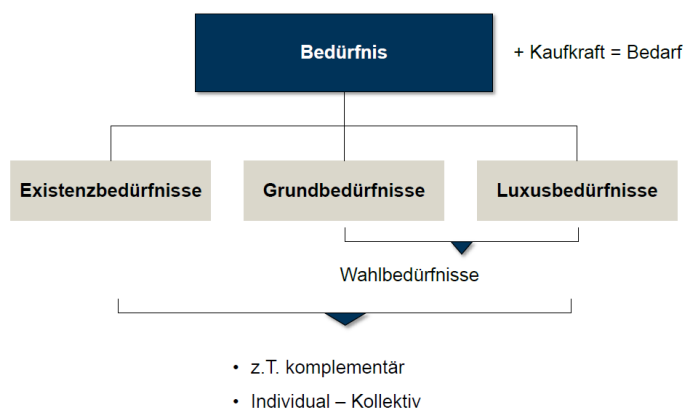 Bedürfnis
+ Kaufkraft = Bedarf
Existenzbedürfnisse
Grundbedürfnisse
Luxusbedürfnisse
Wahlbedürfnisse
• z.T. komplementär
• Individual – Kollektiv